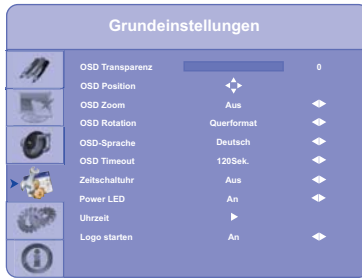 Grundeinstellungen
OSD Transparenz 0
OSD Position
OSD Zoom Aus
OSD Rotation Querformat
OSD-Sprache Deutsch
OSD Timeout 120Sek.
Zeitschaltuhr Aus
Power LED An
Uhrzeit
Logo starten An